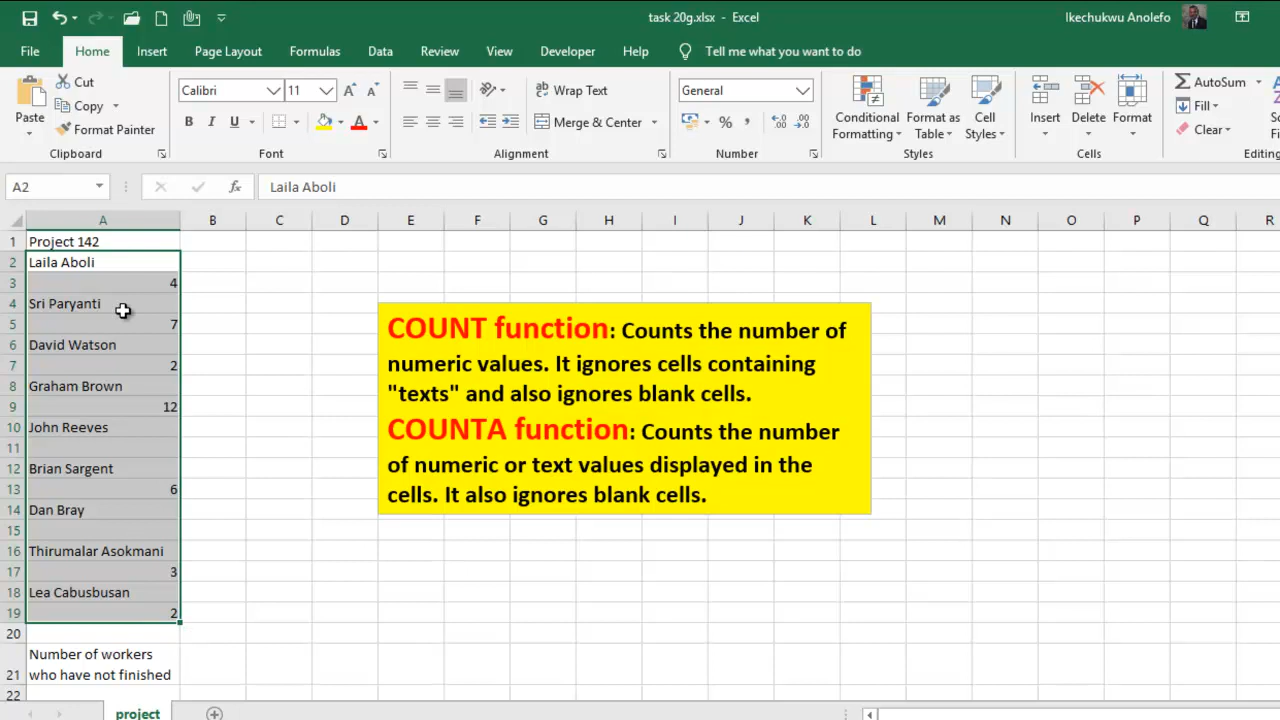 task 20g.xlsx - Excel
Ikechukwu Anolefo
File Home Insert Page Layout Formulas Data Review View Developer Help Tell me what you want to do
Paste
Cut
Copy
Format Painter
Clipboard
Calibri 11 A A
B I U A
Font
ab Wrap Text
Merge & Center
Alignment
General
% , .00
Number
Conditional Formatting
Format as Table
Cell Styles
Styles
Insert Delete Format
Cells
AutoSum
Fill
Clear
Editing
A2 fx Laila Aboli
A B C D E F G H I J K L M N O P Q R
1 Project 142
2 Laila Aboli
3 4
4 Sri Paryanti
5 7
6 David Watson
7 2
8 Graham Brown
9 12
10 John Reeves
11
12 Brian Sargent
13 6
14 Dan Bray
15
16 Thirumalar Asokmani
17 3
18 Lea Cabusbusan
19 2
20
Number of workers
21 who have not finished
22
COUNT function: Counts the number of
numeric values. It ignores cells containing
"texts" and also ignores blank cells.
COUNTA function: Counts the number
of numeric or text values displayed in the
cells. It also ignores blank cells.
project